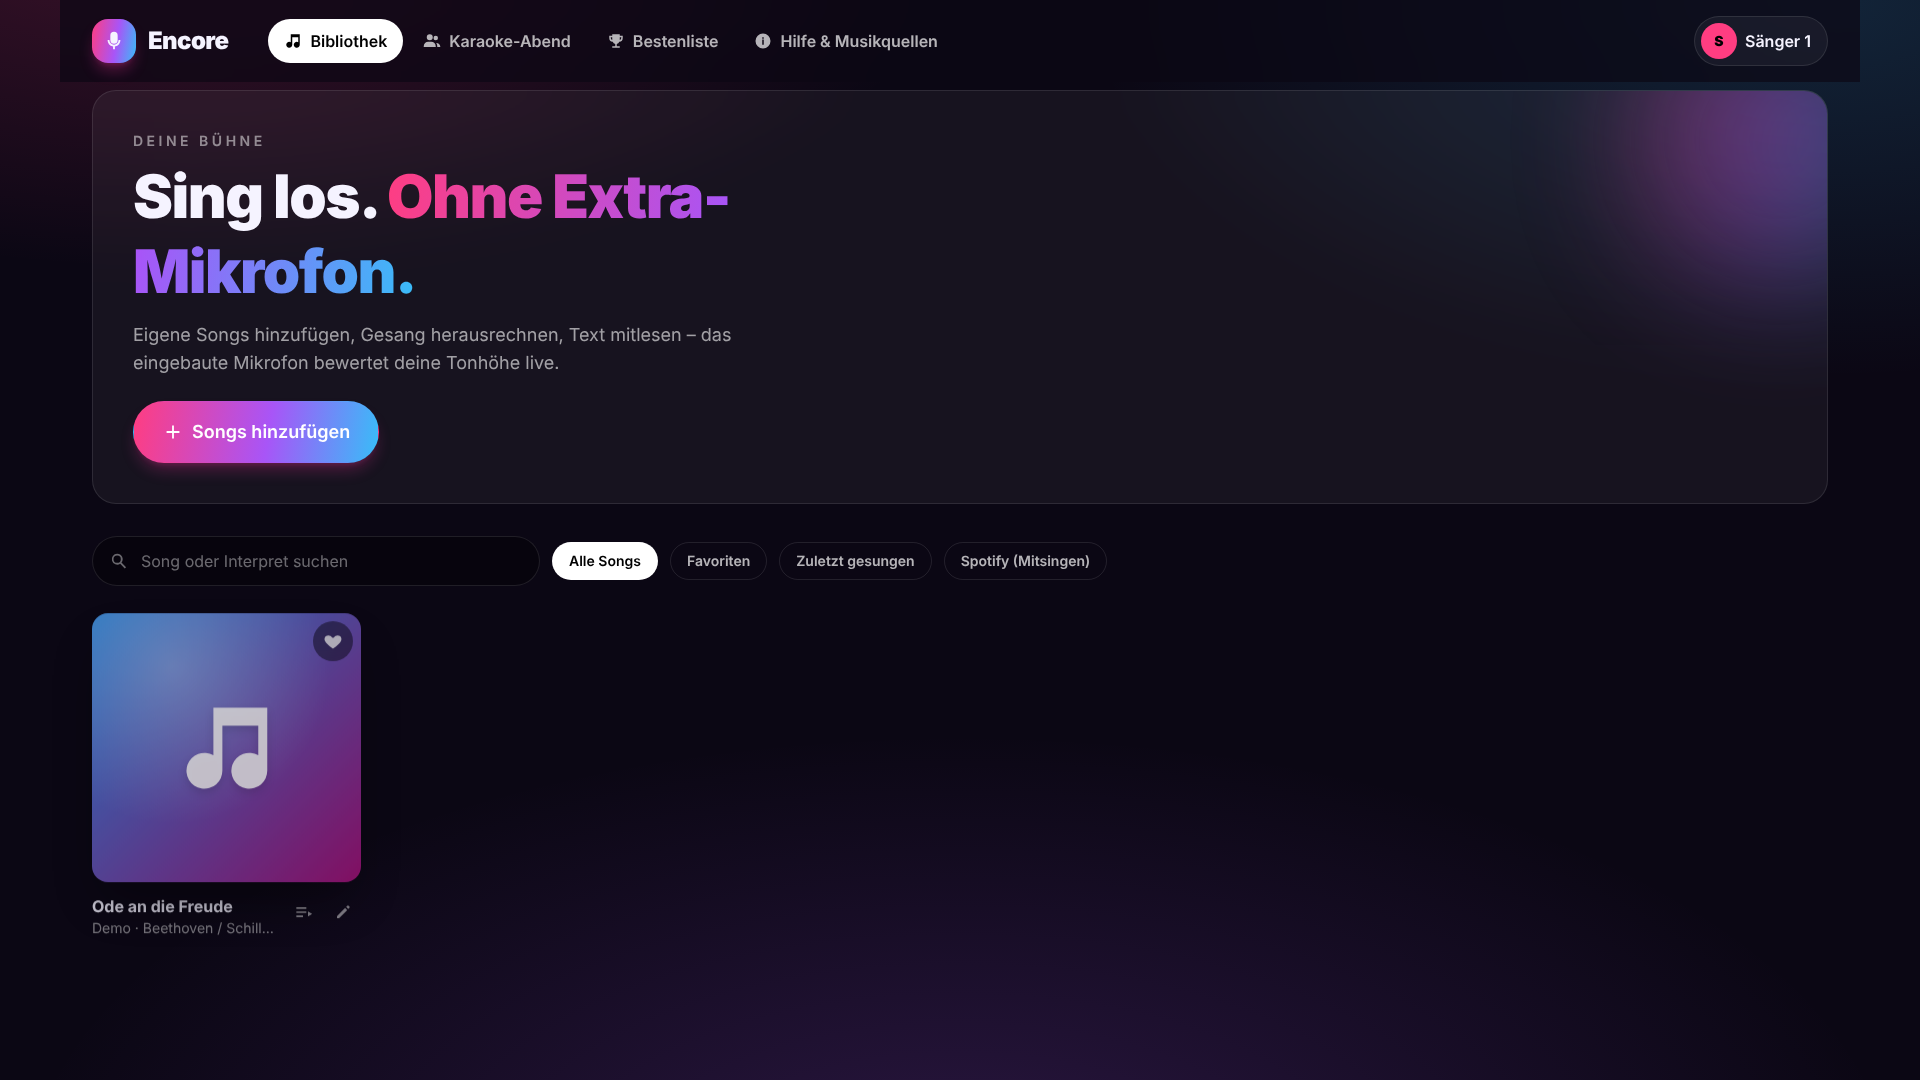 Encore
Bibliothek
Karaoke-Abend
Bestenliste
Hilfe & Musikquellen
S
Sänger 1
DEINE BÜHNE
Sing los. Ohne Extra-
Mikrofon.
Eigene Songs hinzufügen, Gesang herausrechnen, Text mitlesen – das
eingebaute Mikrofon bewertet deine Tonhöhe live.
Songs hinzufügen
Song oder Interpret suchen
Alle Songs
Favoriten
Zuletzt gesungen
Spotify (Mitsingen)
Ode an die Freude
Demo · Beethoven / Schill...